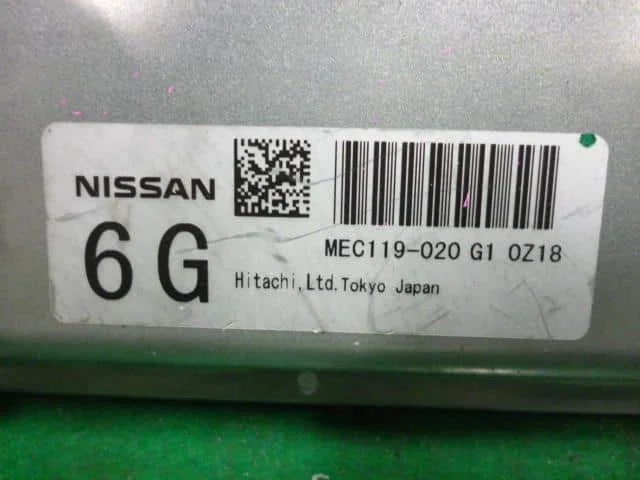 NISSAN
6G
MEC119-020 G1 0Z18
Hitachi,Ltd.Tokyo Japan